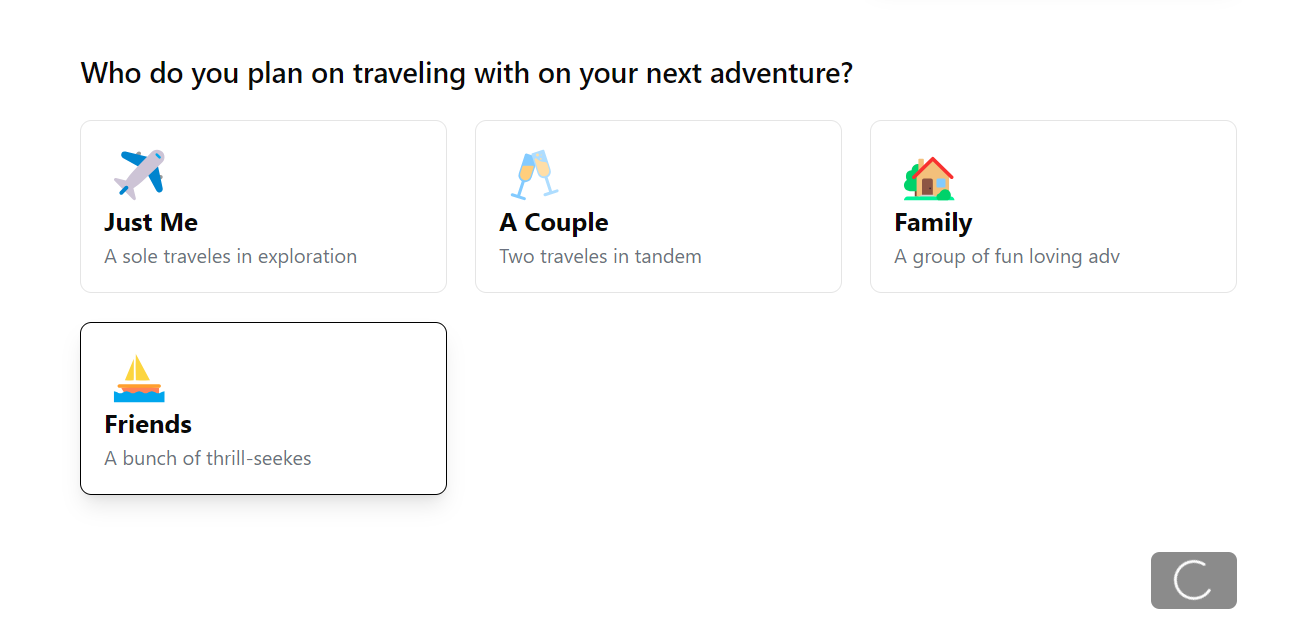 Who do you plan on traveling with on your next adventure?
Just Me
A sole traveles in exploration
A Couple
Two traveles in tandem
Family
A group of fun loving adv
Friends
A bunch of thrill-seekes